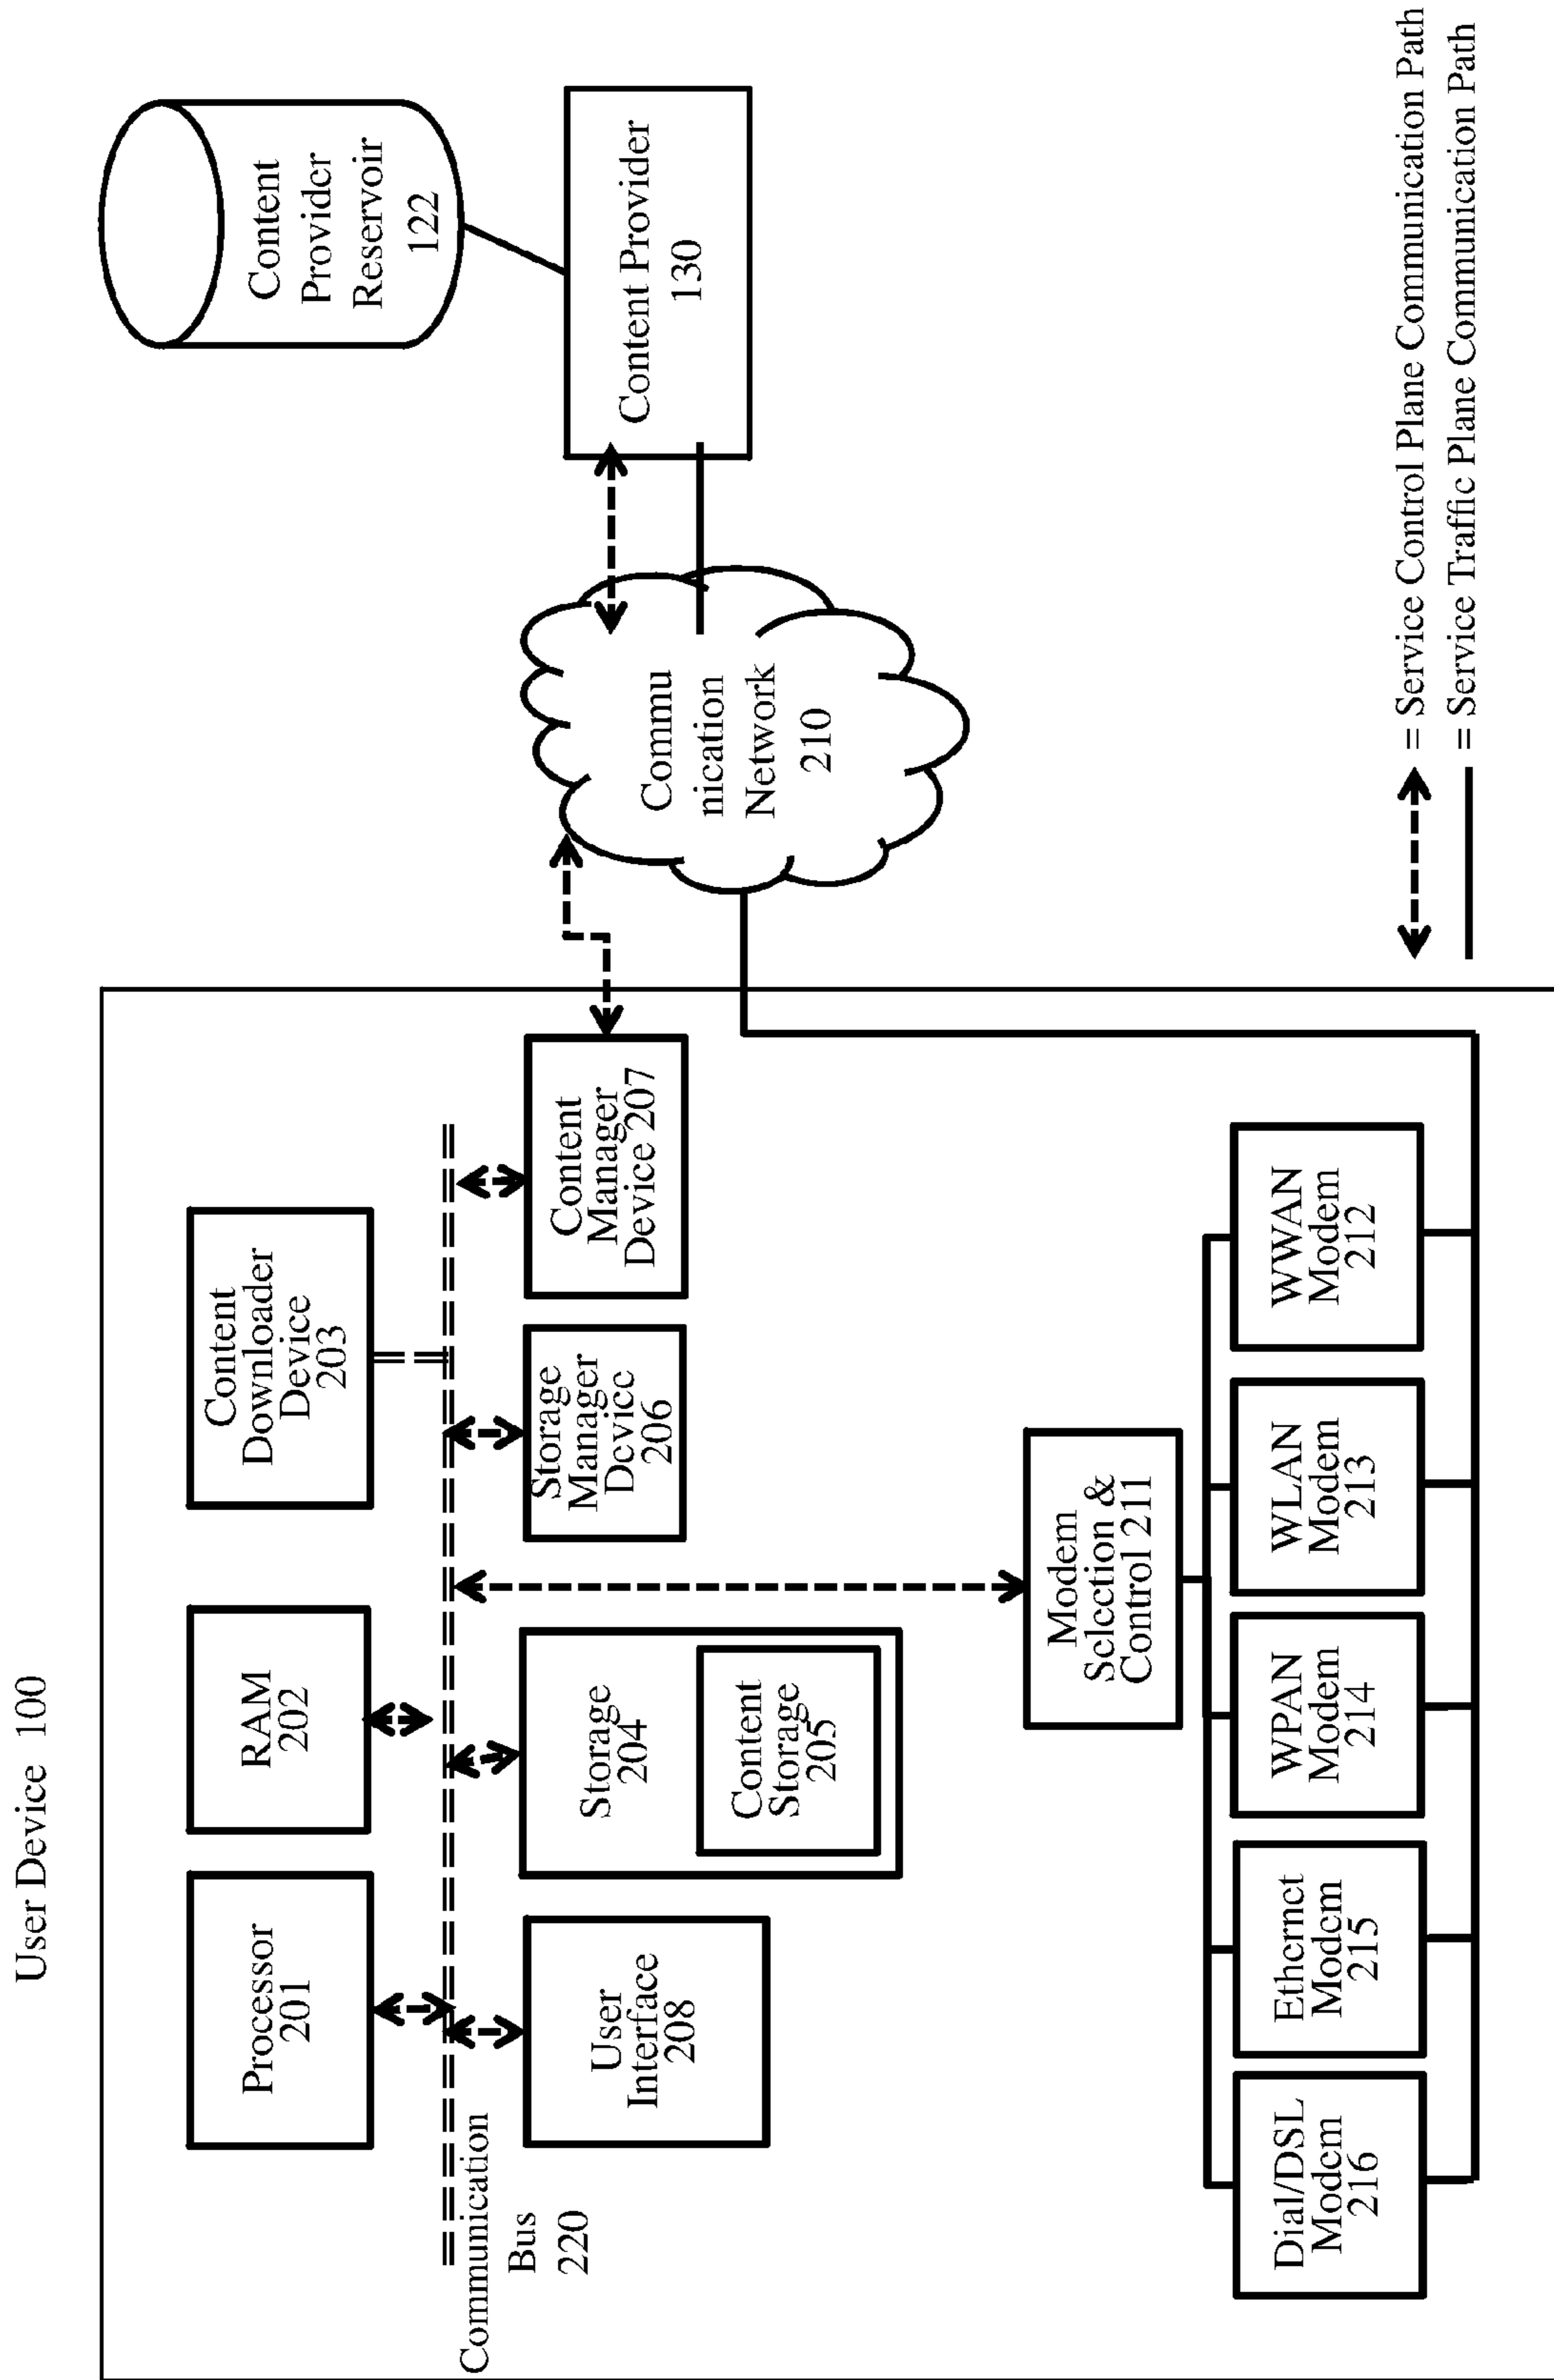 User Device 100
Processor
201
RAM
202
Content
Downloader
Device
203
Communication
Bus
220
User
Interface
208
Storage
204
Content
Storage
205
Storage
Manager
Device
206
Content
Manager
Device 207
Modem
Selection &
Control 211
Dial/DSL
Modem
216
Ethernet
Modem
215
WPAN
Modem
214
WLAN
Modem
213
WWAN
Modem
212
Commu
nication
Network
210
Content Provider
130
Content
Provider
Reservoir
122
= Service Control Plane Communication Path
= Service Traffic Plane Communication Path